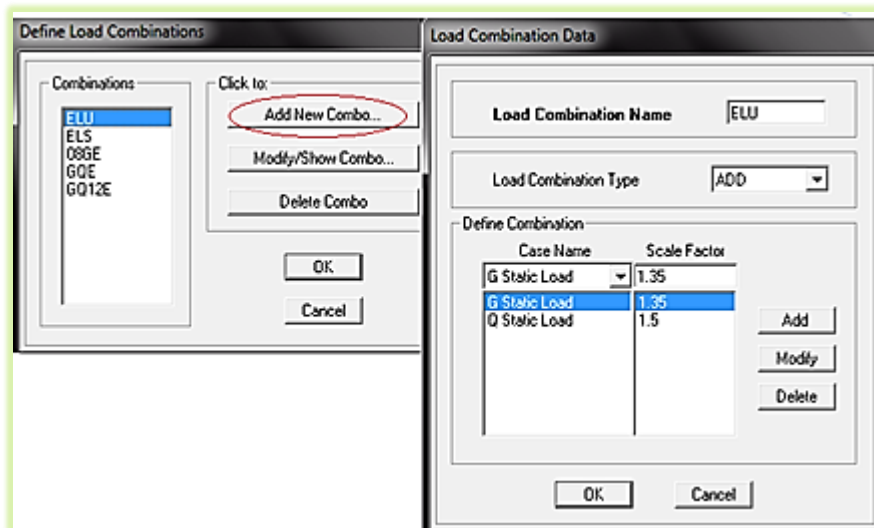 Define Load Combinations
Combinations
ELU
ELS
08GE
GQE
GQ12E
Click to:
Add New Combo...
Modify/Show Combo...
Delete Combo
OK
Cancel
Load Combination Data
Load Combination Name
ELU
Load Combination Type
ADD
Define Combination
Case Name Scale Factor
G Static Load 1.35
G Static Load 1.35
Q Static Load 1.5
Add
Modify
Delete
OK
Cancel